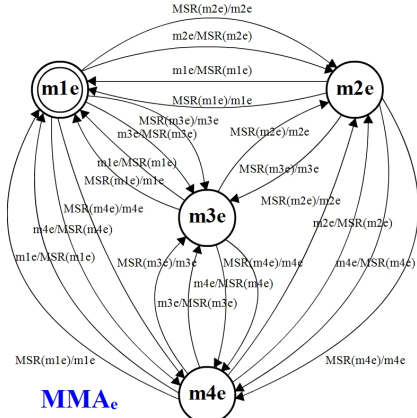 MSR(m2e)/m2e
m2e/MSR(m2e)
m1e
m2e
m1e/MSR(m1e)
MSR(m1e)/m1e
MSR(m3e)/m3e
m3e/MSR(m3e)
MSR(m2e)/m2e
m1e/MSR(m1e)
MSR(m3e)/m3e
MSR(m1e)/m1e
MSR(m2e)/m2e
MSR(m4e)/m4e
m3e
m2e/MSR(m2e)
m4e/MSR(m4e)
m1e/MSR(m1e)
MSR(m3e)/m3e
MSR(m4e)/m4e
m4e/MSR(m4e)
m4e/MSR(m4e)
m3e/MSR(m3e)
MSR(m1e)/m1e
MSR(m4e)/m4e
m4e
MMAe